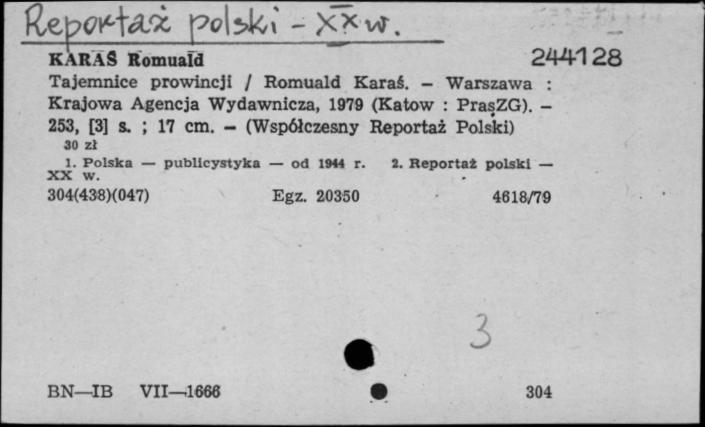 Reportaż polski - XX w.
KARAŚ Romuald 244128
Tajemnice prowincji / Romuald Karaś. — Warszawa :
Krajowa Agencja Wydawnicza, 1979 (Katow : PrasZG). —
253, [3] s. ; 17 cm. — (Współczesny Reportaż Polski)
30 zł
1. Polska — publicystyka — od 1944 r. 2. Reportaż polski —
XX w.
304(438)(047) Egz. 20350 4618/79
3
BN—IB VII—1666 304